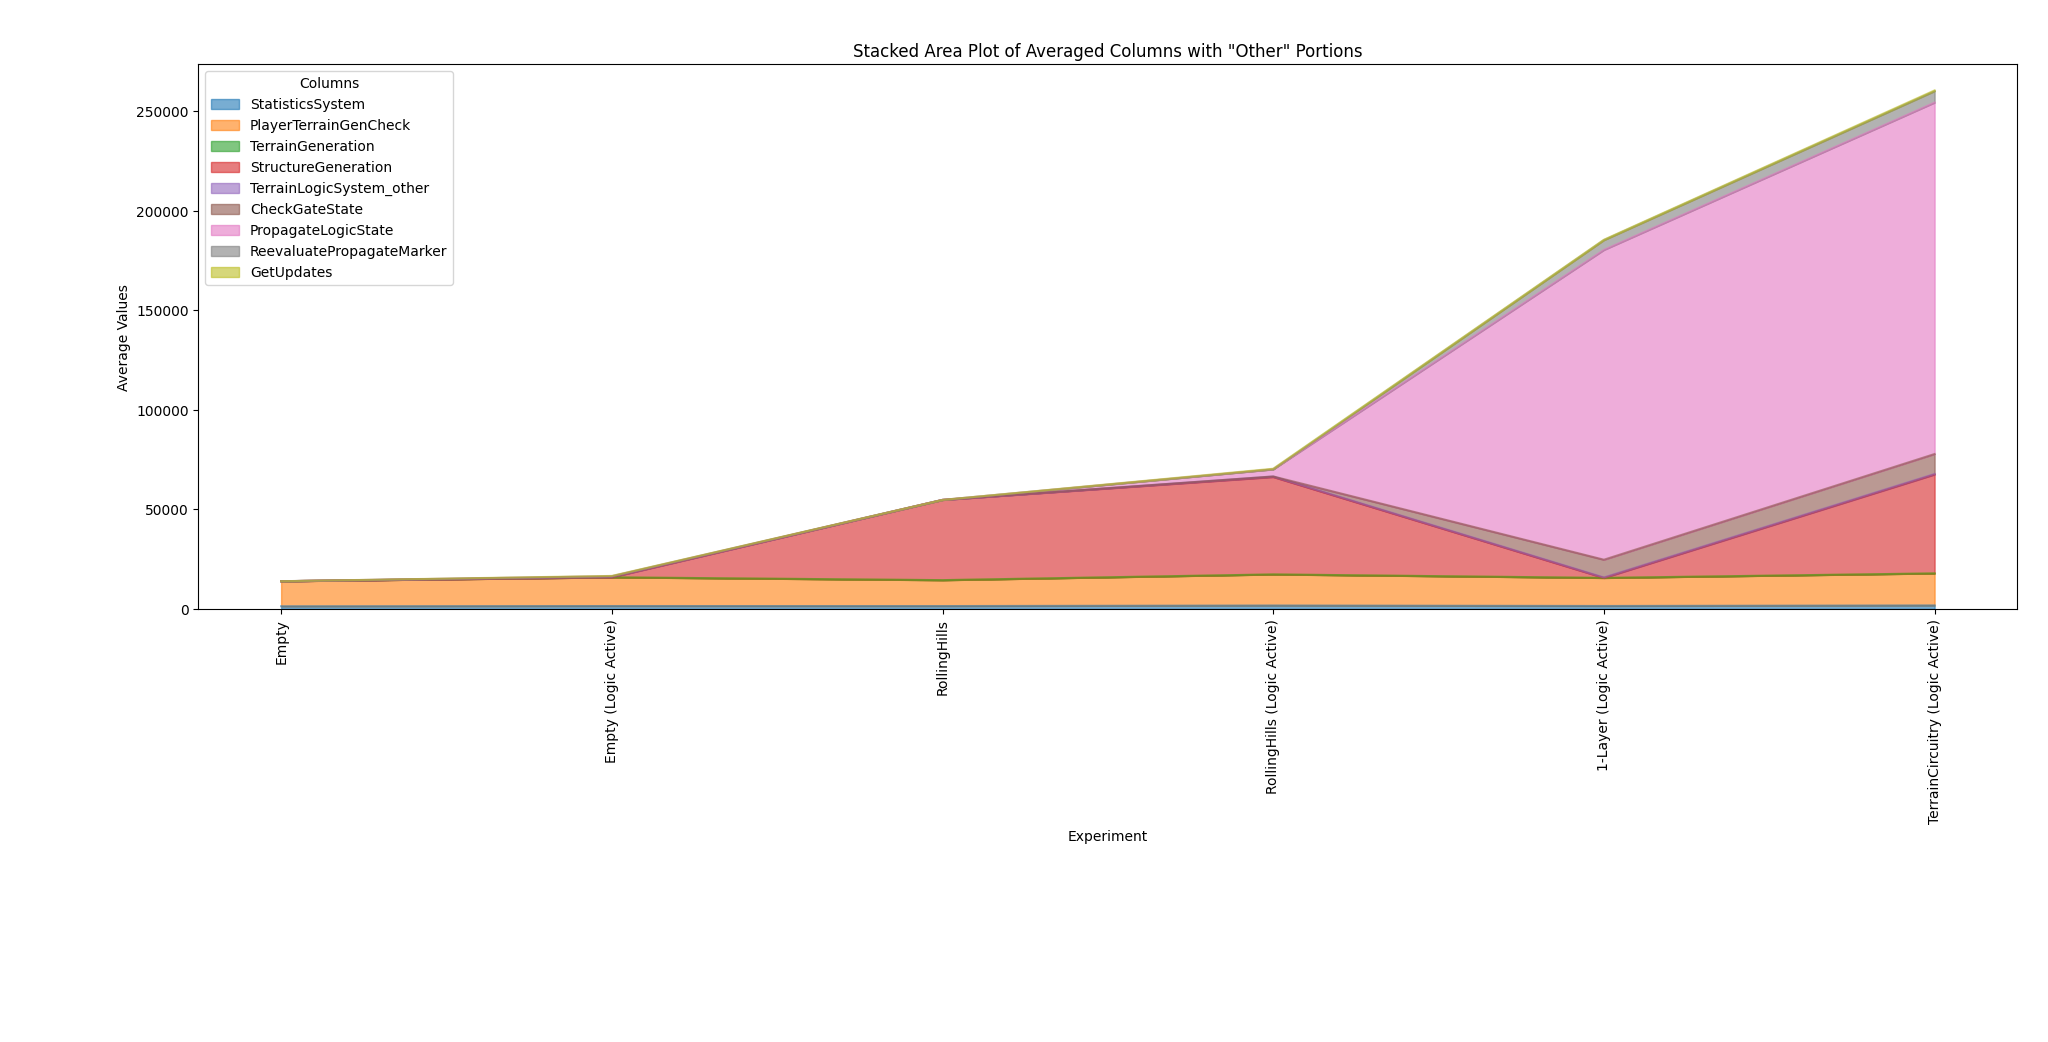 Stacked Area Plot of Averaged Columns with "Other" Portions
Columns
StatisticsSystem
PlayerTerrainGenCheck
TerrainGeneration
StructureGeneration
TerrainLogicSystem_other
CheckGateState
PropagateLogicState
ReevaluatePropagateMarker
GetUpdates
Average Values
250000
200000
150000
100000
50000
0
Empty
Empty (Logic Active)
RollingHills
RollingHills (Logic Active)
1-Layer (Logic Active)
TerrainCircuitry (Logic Active)
Experiment